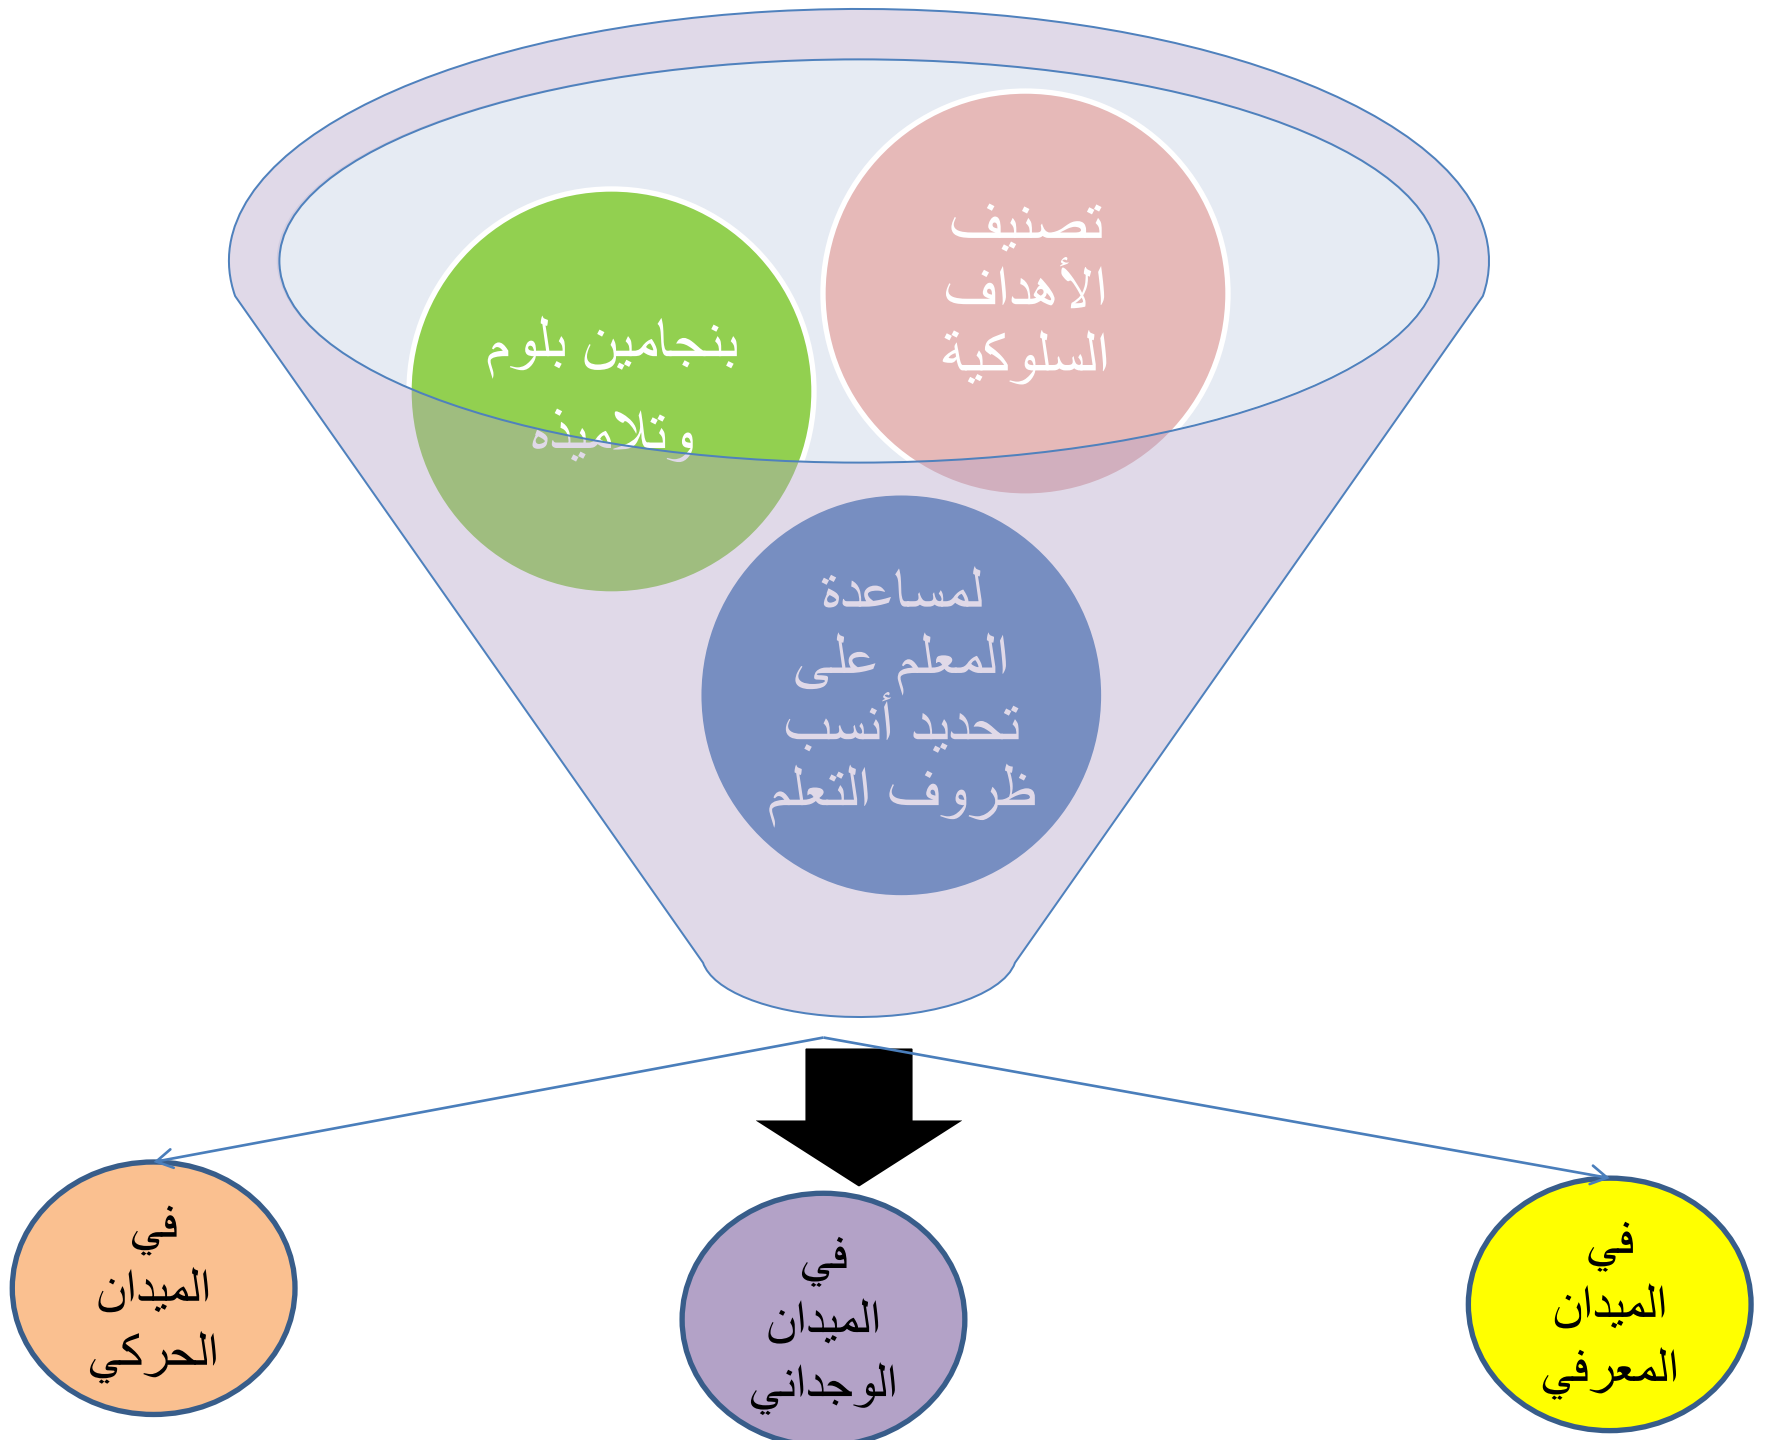 تصنيف
الأهداف
السلوكية
بنجامين بلوم
وتلاميذه
لمساعدة
المعلم على
تحديد أنسب
ظروف التعلم
في
الميدان
المعرفي
في
الميدان
الوجداني
في
الميدان
الحركي